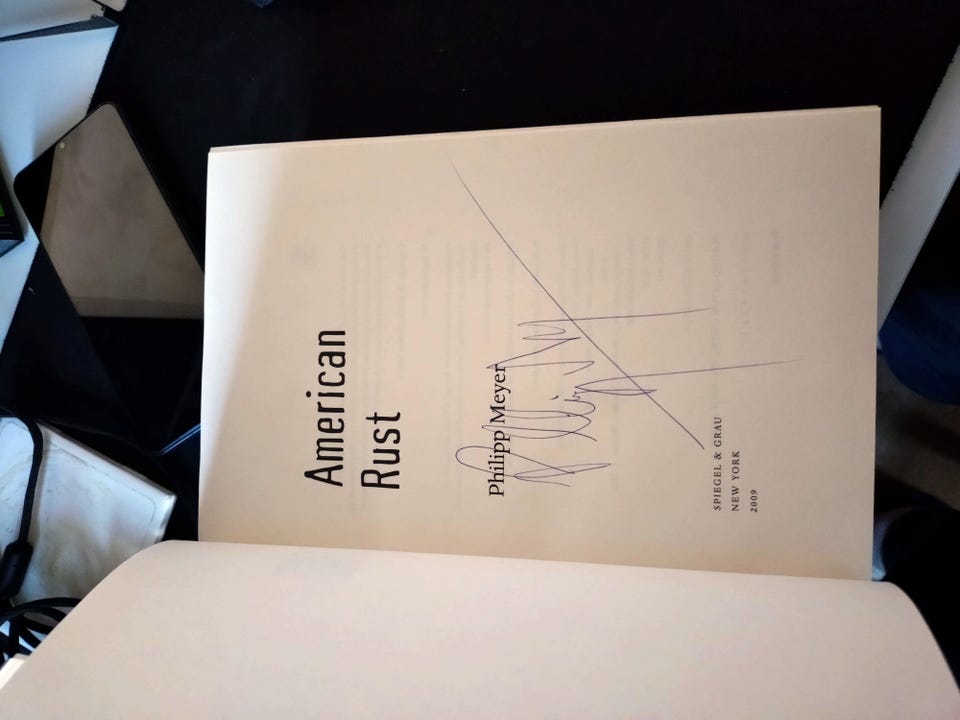 American
Rust
Philipp Meyer
SPIEGEL & GRAU
NEW YORK
2009